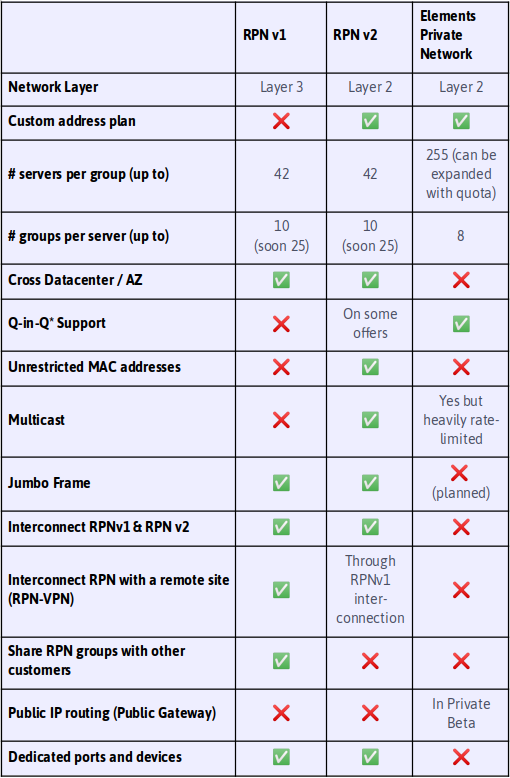 RPN v1
RPN v2
Elements
Private
Network
Network Layer
Layer 3
Layer 2
Layer 2
Custom address plan
❌
✅
✅
# servers per group (up to)
42
42
255 (can be
expanded
with quota)
# groups per server (up to)
10
(soon 25)
10
(soon 25)
8
Cross Datacenter / AZ
✅
✅
❌
Q-in-Q* Support
❌
On some
offers
✅
Unrestricted MAC addresses
❌
✅
❌
Multicast
❌
✅
Yes but
heavily rate-
limited
Jumbo Frame
✅
✅
❌
(planned)
Interconnect RPNv1 & RPN v2
✅
✅
❌
Interconnect RPN with a remote site
(RPN-VPN)
✅
Through
RPNv1
inter-
connection
❌
Share RPN groups with other
customers
✅
❌
❌
Public IP routing (Public Gateway)
❌
❌
In Private
Beta
Dedicated ports and devices
✅
✅
❌